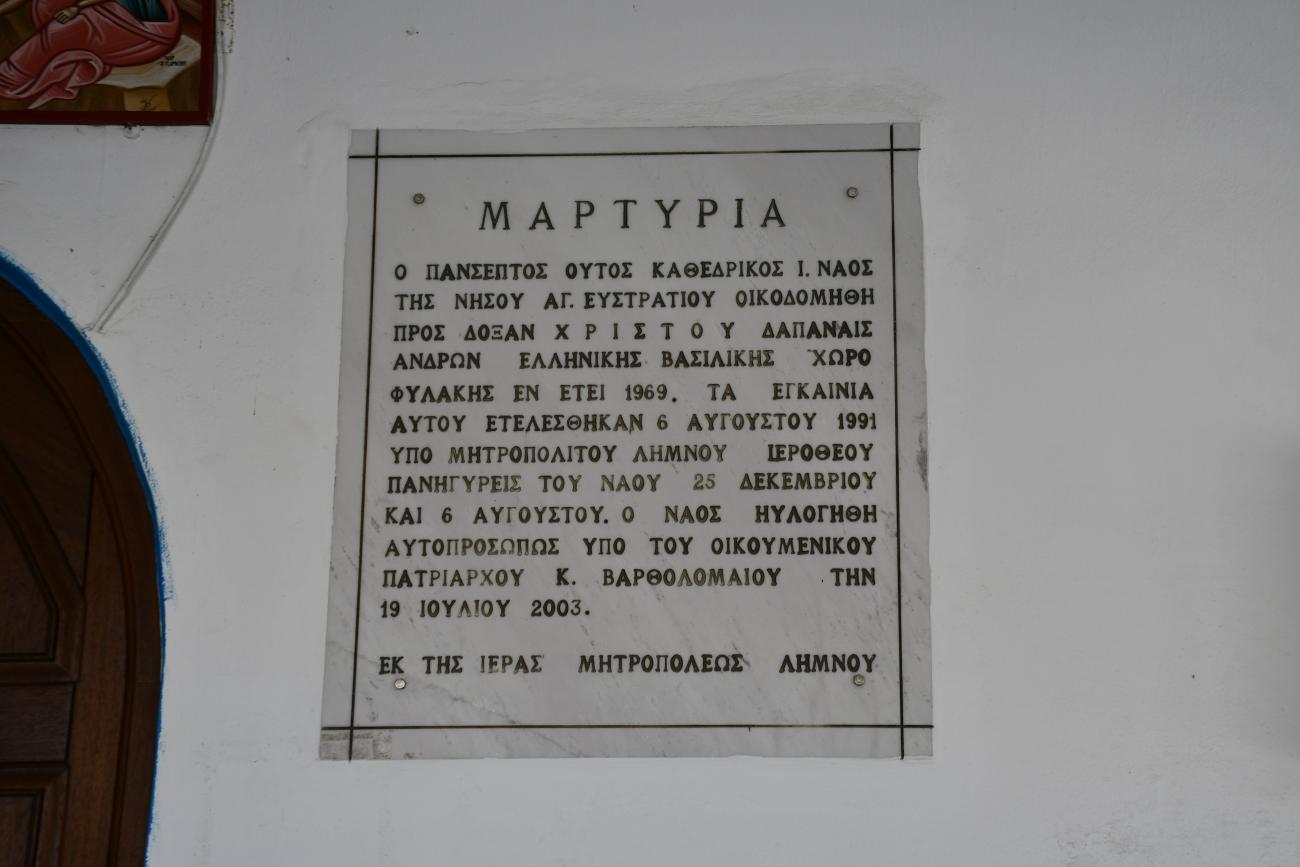 ΜΑΡΤΥΡΙΑ
Ο ΠΑΝΣΕΠΤΟΣ ΟΥΤΟΣ ΚΑΘΕΔΡΙΚΟΣ Ι. ΝΑΟΣ
ΤΗΣ ΝΗΣΟΥ ΑΓ. ΕΥΣΤΡΑΤΙΟΥ ΟΙΚΟΔΟΜΗΘΗ
ΠΡΟΣ ΔΟΞΑΝ ΧΡΙΣΤΟΥ ΔΑΠΑΝΑΙΣ
ΑΝΔΡΩΝ ΕΛΛΗΝΙΚΗΣ ΒΑΣΙΛΙΚΗΣ ΧΩΡΟ
ΦΥΛΑΚΗΣ ΕΝ ΕΤΕΙ 1969. ΤΑ ΕΓΚΑΙΝΙΑ
ΑΥΤΟΥ ΕΤΕΛΕΣΘΗΚΑΝ 6 ΑΥΓΟΥΣΤΟΥ 1991
ΥΠΟ ΜΗΤΡΟΠΟΛΙΤΟΥ ΛΗΜΝΟΥ ΙΕΡΟΘΕΟΥ
ΠΑΝΗΓΥΡΕΙΣ ΤΟΥ ΝΑΟΥ 25 ΔΕΚΕΜΒΡΙΟΥ
ΚΑΙ 6 ΑΥΓΟΥΣΤΟΥ. Ο ΝΑΟΣ ΗΥΛΟΓΗΘΗ
ΑΥΤΟΠΡΟΣΩΠΩΣ ΥΠΟ ΤΟΥ ΟΙΚΟΥΜΕΝΙΚΟΥ
ΠΑΤΡΙΑΡΧΟΥ Κ. ΒΑΡΘΟΛΟΜΑΙΟΥ ΤΗΝ
19 ΙΟΥΛΙΟΥ 2003.
ΕΚ ΤΗΣ ΙΕΡΑΣ ΜΗΤΡΟΠΟΛΕΩΣ ΛΗΜΝΟΥ